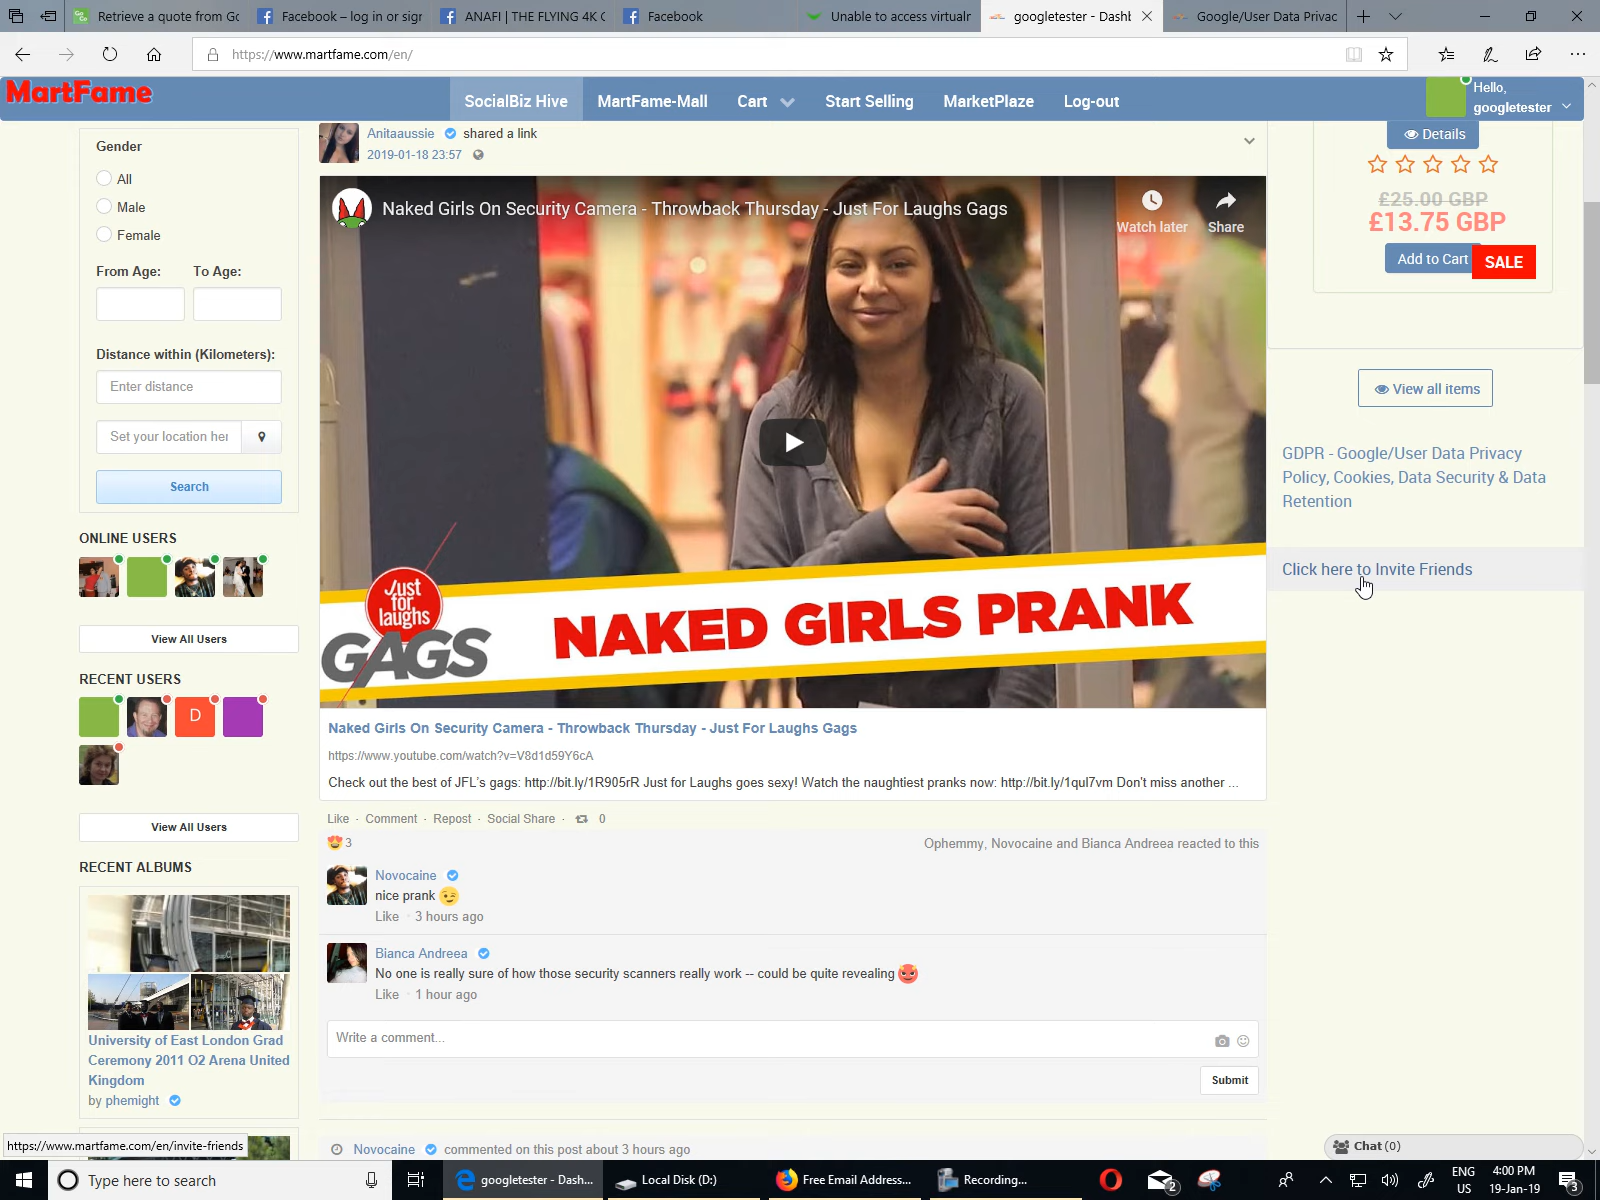 Retrieve a quote from Go
Facebook – log in or sign
ANAFI | THE FLYING 4K C
Facebook
Unable to access virtualr
googletester - Dashb
Google/User Data Privac
https://www.martfame.com/en/
MartFame
SocialBiz Hive
MartFame-Mall
Cart
Start Selling
MarketPlaze
Log-out
Hello,
googletester
Gender
All
Male
Female
From Age:
To Age:
Distance within (Kilometers):
Enter distance
Set your location her
Search
ONLINE USERS
View All Users
RECENT USERS
D
View All Users
RECENT ALBUMS
University of East London Grad
Ceremony 2011 O2 Arena United
Kingdom
by phemight
Anitaaussie shared a link
2019-01-18 23:57
Naked Girls On Security Camera - Throwback Thursday - Just For Laughs Gags
Watch later
Share
Just
for
laughs
GAGS
NAKED GIRLS PRANK
Naked Girls On Security Camera - Throwback Thursday - Just For Laughs Gags
https://www.youtube.com/watch?v=V8d1d59Y6cA
Check out the best of JFL's gags: http://bit.ly/1R905rR Just for Laughs goes sexy! Watch the naughtiest pranks now: http://bit.ly/1qul7vm Don't miss another ...
Like · Comment · Repost · Social Share · 0
3
Ophemmy, Novocaine and Bianca Andreea reacted to this
Novocaine
nice prank
Like · 3 hours ago
Bianca Andreea
No one is really sure of how those security scanners really work -- could be quite revealing
Like · 1 hour ago
Write a comment...
Submit
Novocaine commented on this post about 3 hours ago
Details
£25.00 GBP
£13.75 GBP
Add to Cart
SALE
View all items
GDPR - Google/User Data Privacy
Policy, Cookies, Data Security & Data
Retention
Click here to Invite Friends
Chat (0)
https://www.martfame.com/en/invite-friends
Type here to search
googletester - Dash...
Local Disk (D:)
Free Email Address...
Recording...
2
ENG
US
4:00 PM
19-Jan-19
3